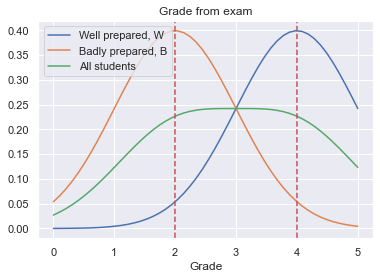 Grade from exam
Well prepared, W
Badly prepared, B
All students
0.40
0.35
0.30
0.25
0.20
0.15
0.10
0.05
0.00
0 1 2 3 4 5
Grade